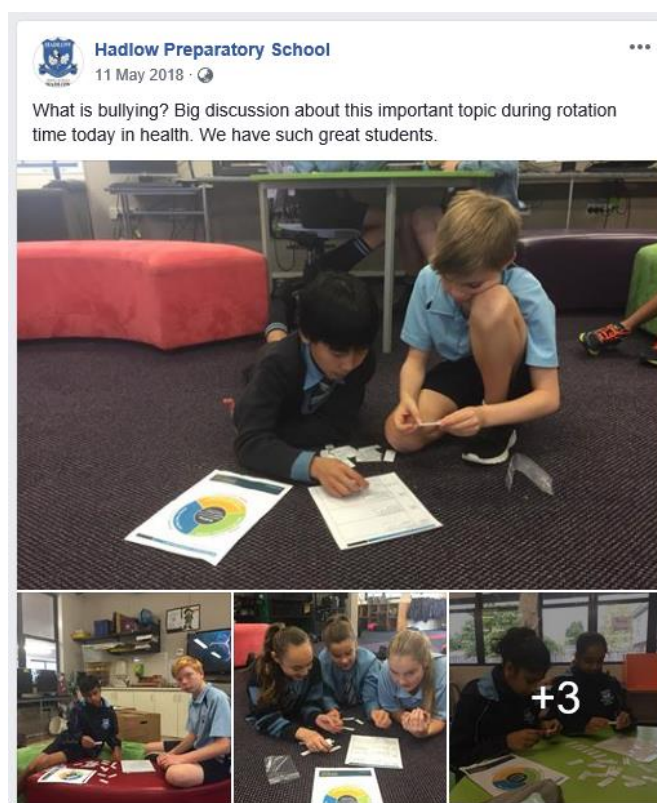 Hadlow Preparatory School
11 May 2018 ·
What is bullying? Big discussion about this important topic during rotation
time today in health. We have such great students.
+3